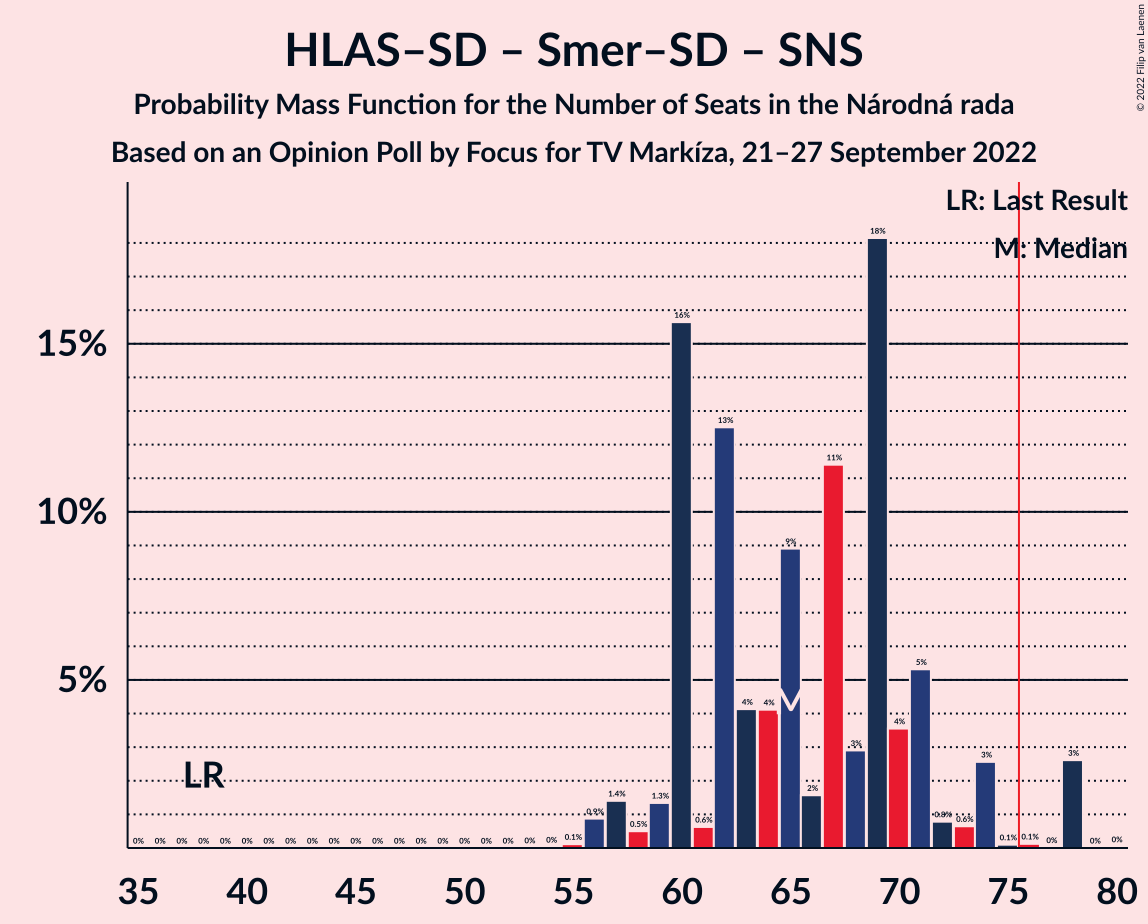 HLAS–SD – Smer–SD – SNS
Probability Mass Function for the Number of Seats in the Národná rada
Based on an Opinion Poll by Focus for TV Markíza, 21–27 September 2022
© 2022 Filip van Laenen
LR: Last Result
M: Median
15%
10%
5%
LR
0% 0% 0% 0% 0% 0% 0% 0% 0% 0% 0% 0% 0% 0% 0% 0% 0% 0% 0% 0% 0.1% 0.9% 1.4% 0.5% 1.3% 16% 0.6% 13% 4% 4% 9% 2% 11% 3% 18% 4% 5% 0.8% 0.6% 3% 0.1% 0.1% 0% 3% 0% 0%
35 40 45 50 55 60 65 70 75 80